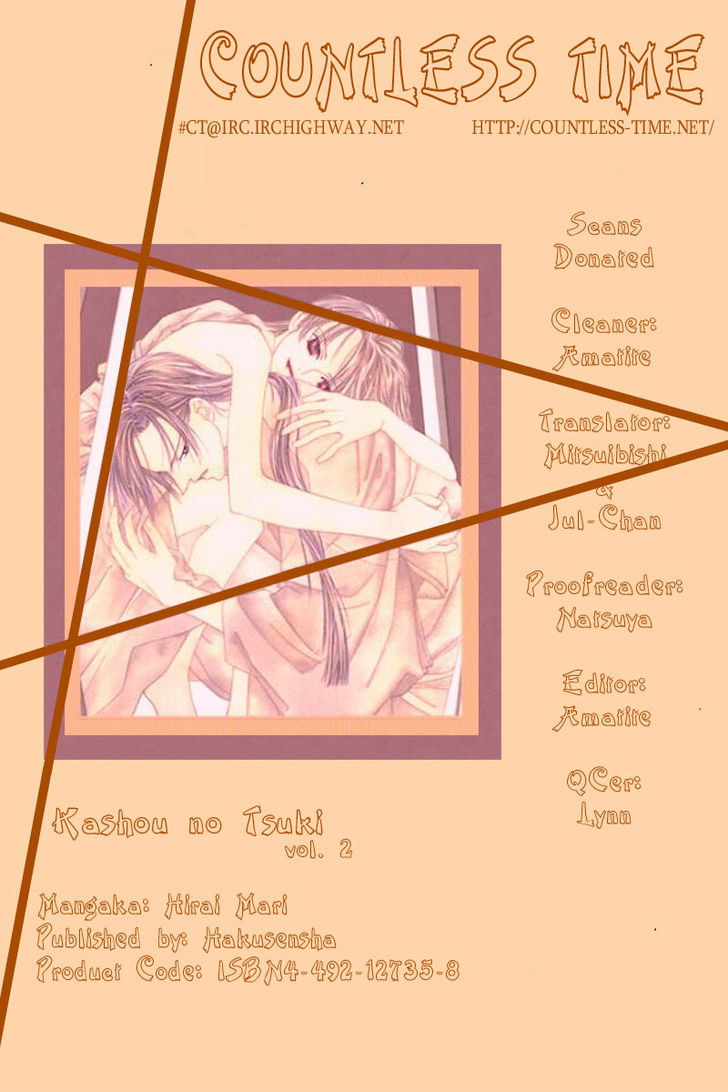 COUNTLESS TIME
#CT@IRC.IRCHIGHWAY.NET HTTP://COUNTLESS-TIME.NET/
Scans
Donated
Cleaner:
Amatite
Translator:
Mitsuibishi
&
Jul-Chan
Proofreader:
Natsuya
Editor:
Amatite
QCer:
Lynn
Kashou no Tsuki
vol. 2
Mangaka: Hirai Mari
Published by: Hakusensha
Product Code: ISBN4-492-12735-8